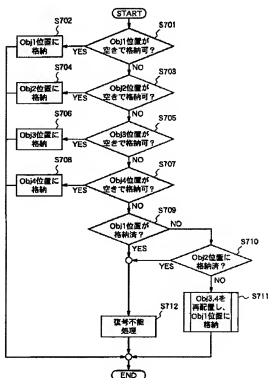 START
S701
Obj1位置が
空きで格納可?
YES
S702
Obj1位置に
格納
NO
S703
Obj2位置が
空きで格納可?
YES
S704
Obj2位置に
格納
NO
S705
Obj3位置が
空きで格納可?
YES
S706
Obj3位置に
格納
NO
S707
Obj4位置が
空きで格納可?
YES
S708
Obj4位置に
格納
NO
S709
Obj1位置が
格納済?
YES
NO
S710
Obj2位置に
格納済?
YES
NO
S711
Obj3,4を
再配置し、
Obj1位置に
格納
S712
復号不能
処理
END